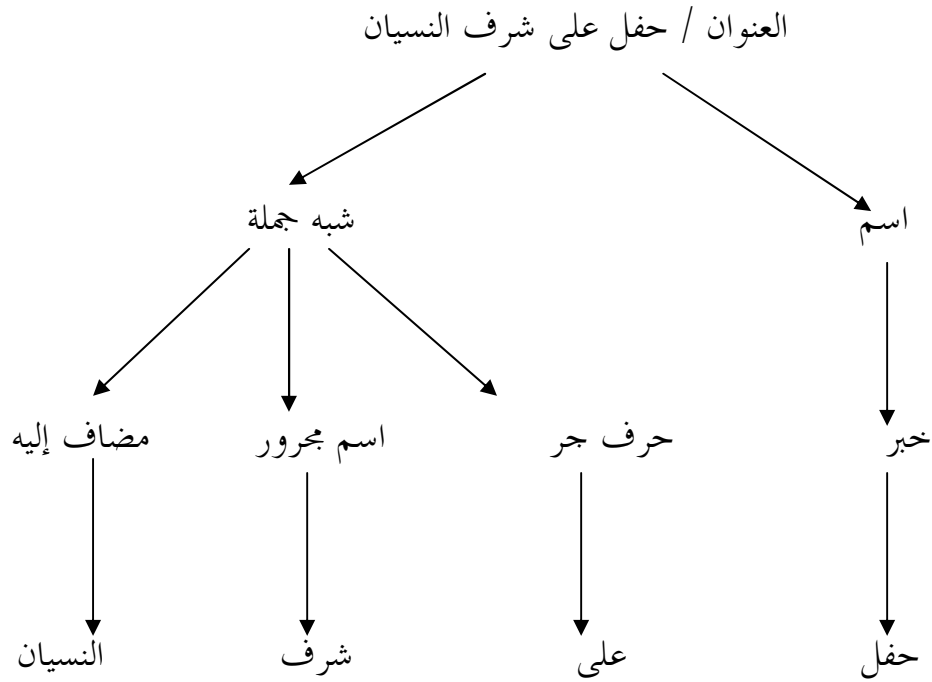 العنوان / حفل على شرف النسيان
اسم شبه جملة
خبر حرف جر اسم مجرور مضاف إليه
حفل على شرف النسيان